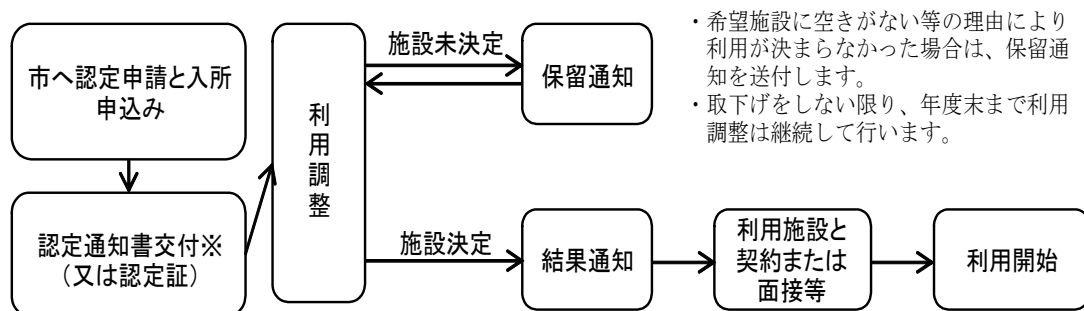 市へ認定申請と入所
申込み
認定通知書交付※
（又は認定証）
利用調整
施設未決定
保留通知
・希望施設に空きがない等の理由により
利用が決まらなかった場合は、保留通
知を送付します。
・取下げをしない限り、年度末まで利用
調整は継続して行います。
施設決定
結果通知
利用施設と
契約または
面接等
利用開始